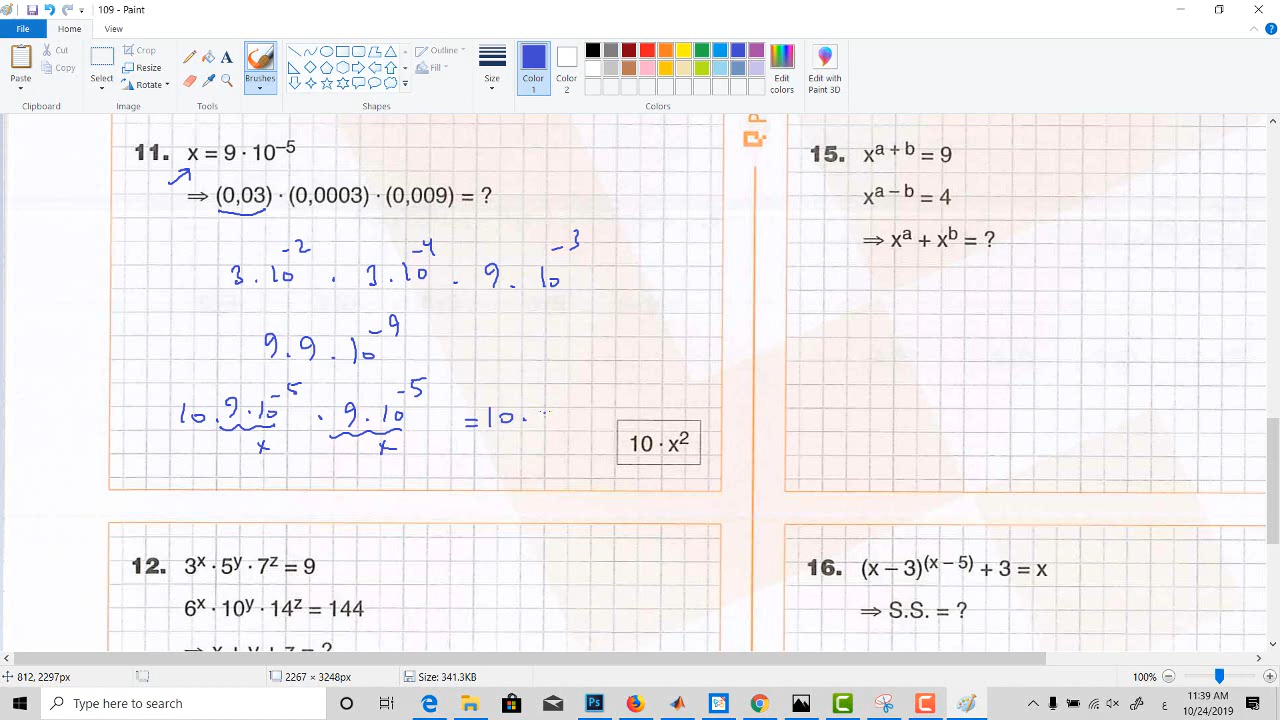 109 - Paint
File Home View
Paste Cut Copy Clipboard
Select Crop Resize Rotate Image
Tools
Brushes
Outline Fill Shapes
Size
Color 1 Color 2 Edit colors Colors
Edit with Paint 3D
11. x = 9 · 10⁻⁵
⇒ (0,03) · (0,0003) · (0,009) = ?
3 . 10⁻² . 3 . 10⁻⁴ . 9 . 10⁻³
9 . 9 . 10⁻⁹
10 . 9 · 10⁻⁵ . 9 . 10⁻⁵ = 10 .
x x
10 · x²
12. 3ˣ · 5ʸ · 7ᶻ = 9
6ˣ · 10ʸ · 14ᶻ = 144
⇒ x + y + z = ?
15. xᵃ ⁺ ᵇ = 9
xᵃ ⁻ ᵇ = 4
⇒ xᵃ + xᵇ = ?
16. (x – 3)⁽ˣ ⁻ ⁵⁾ + 3 = x
⇒ S.S. = ?
812, 2297px 2267 × 3248px Size: 341.3KB 100%
Type here to search
11:39 AM
10/24/2019